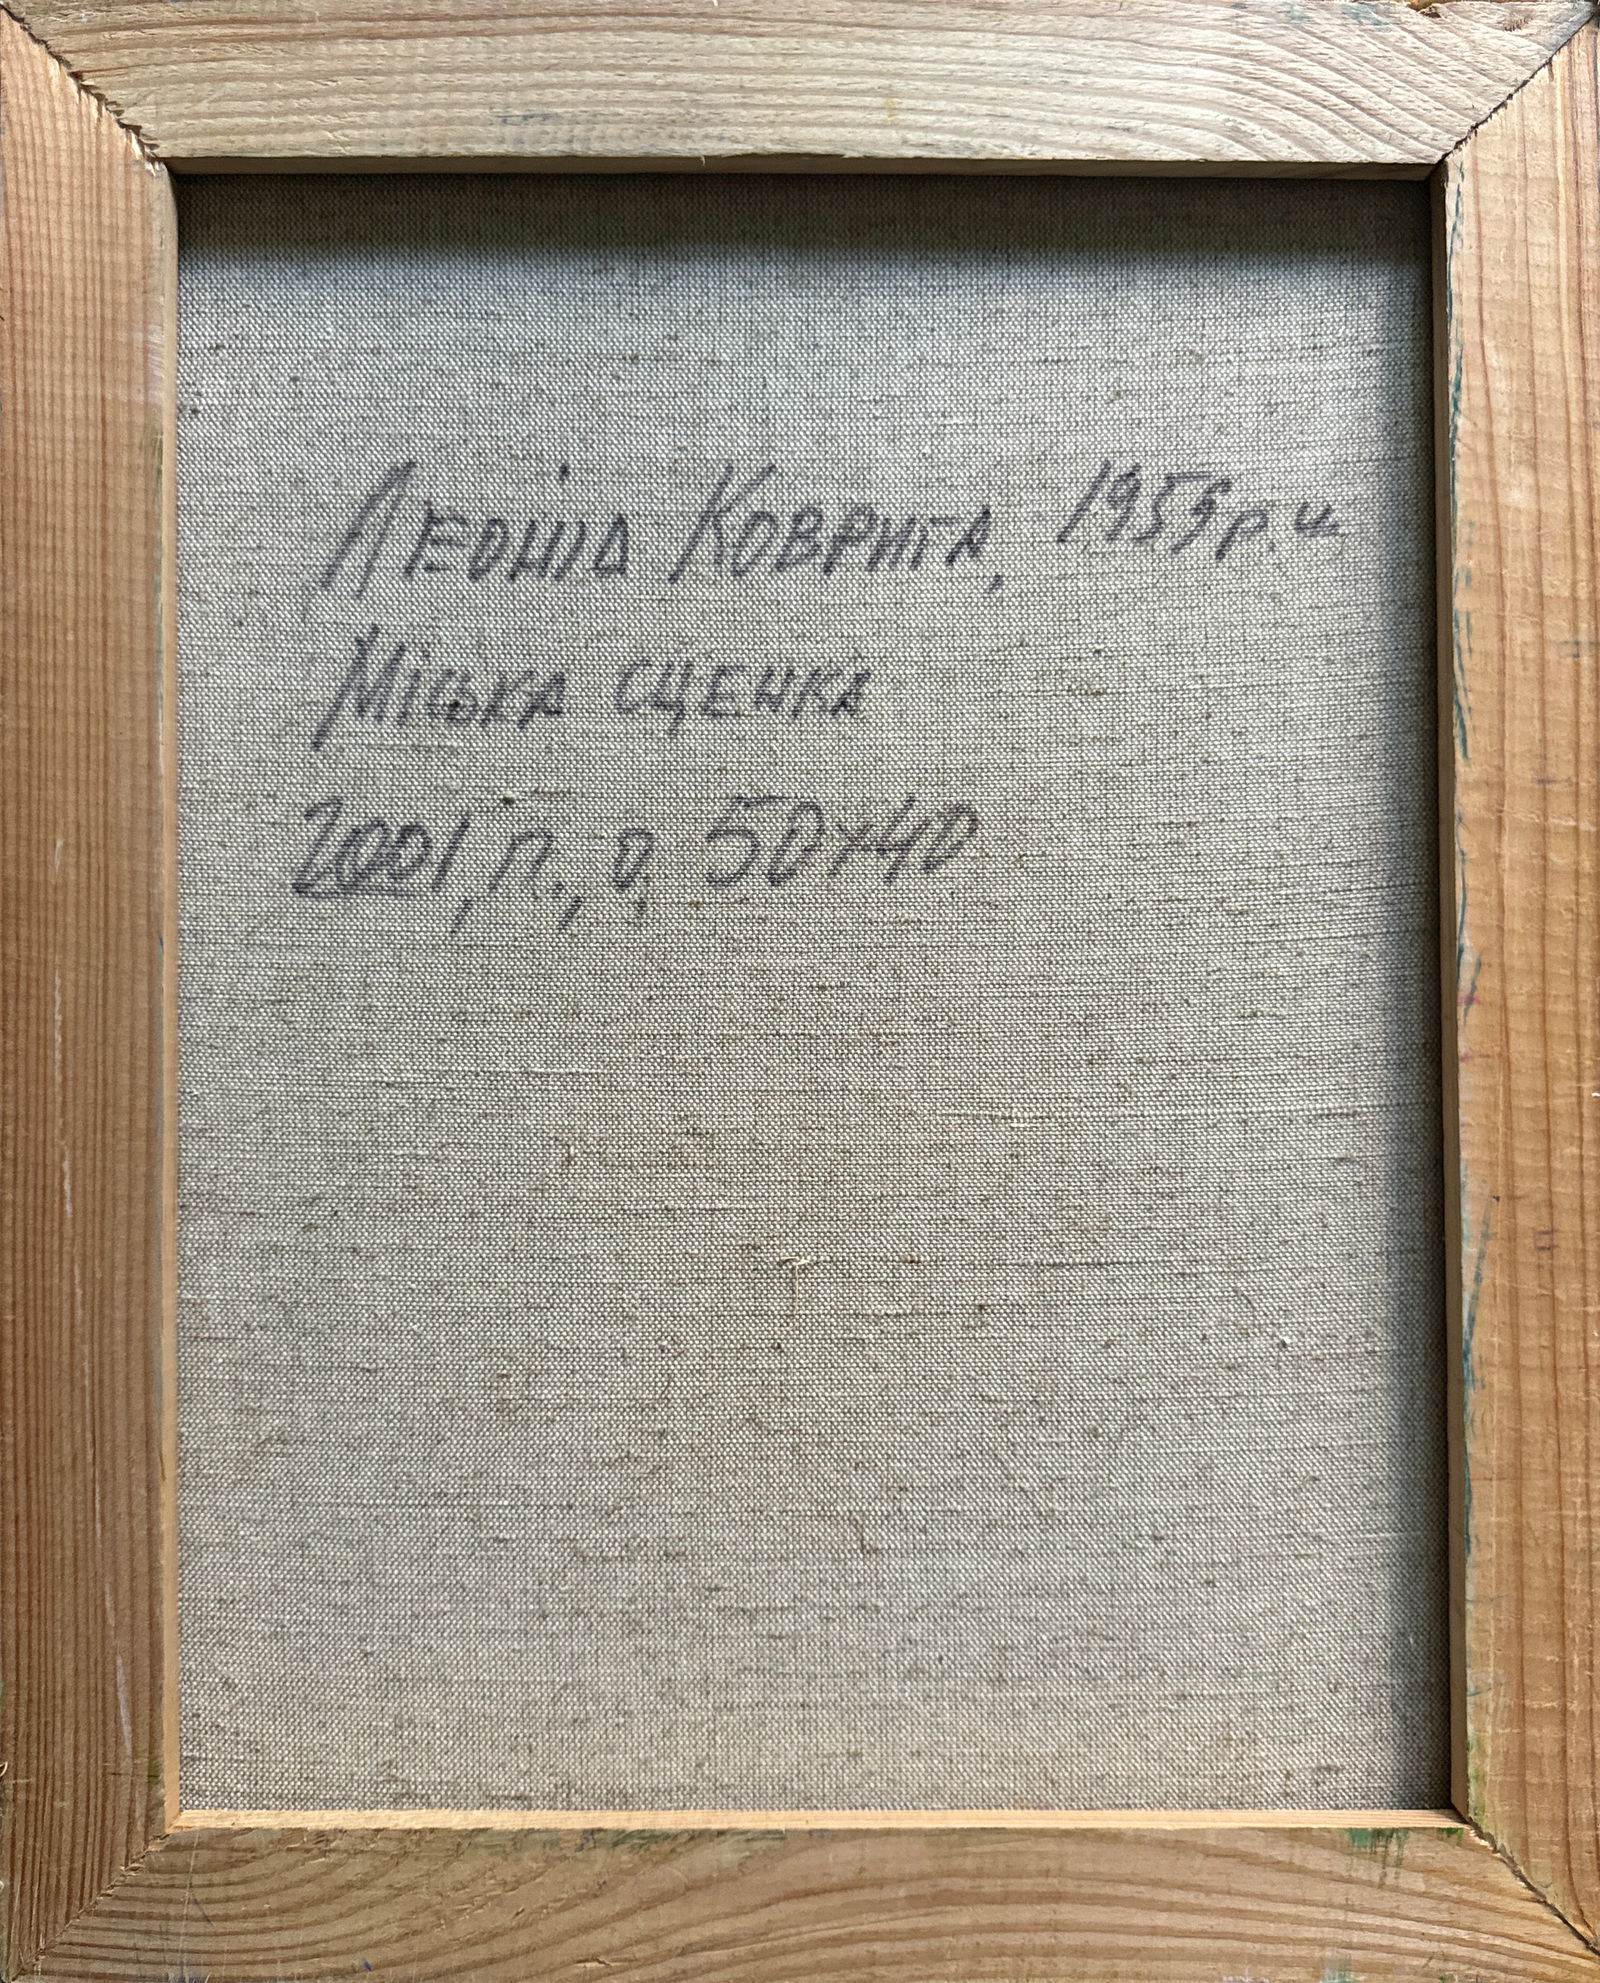 Леонід Коврига, 1959 р.н.
Міська сценка
2001, п., о, 50х40